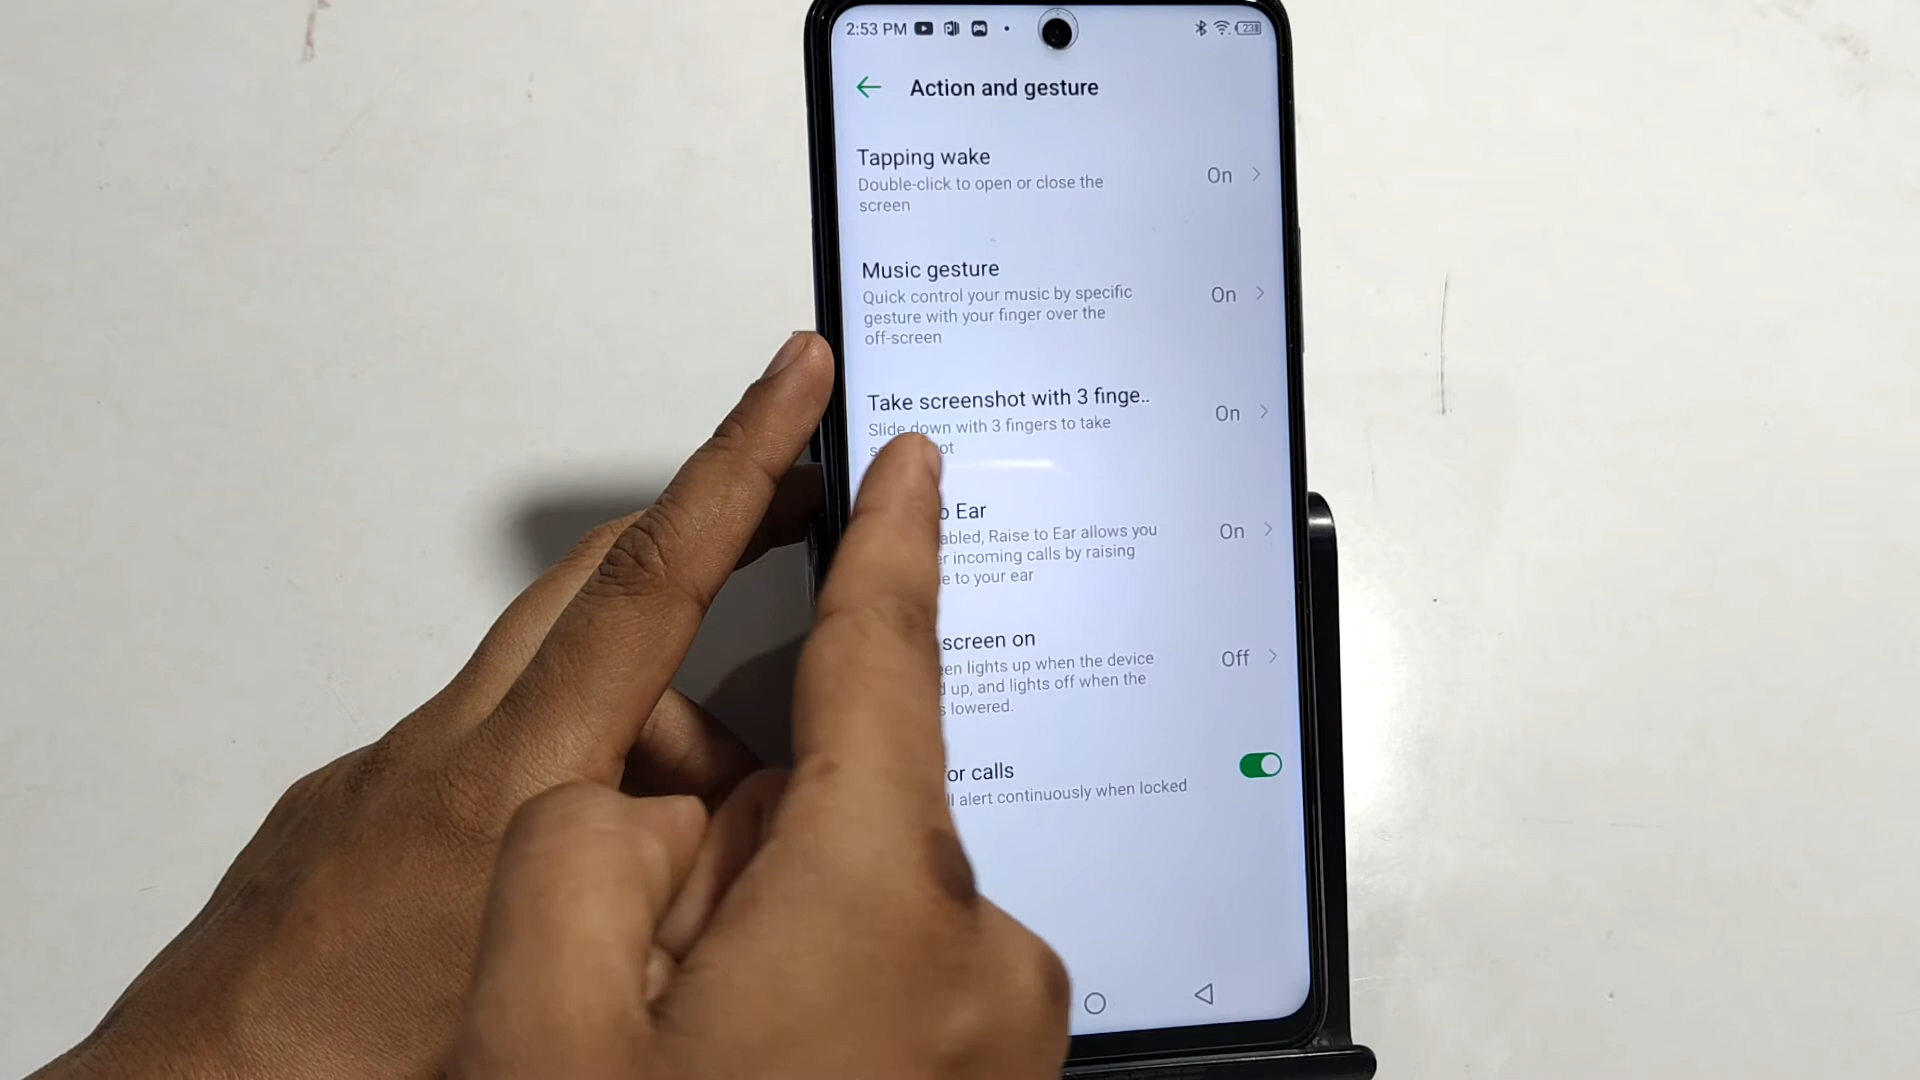 2:53 PM
Action and gesture
Tapping wake
Double-click to open or close the
screen
On
Music gesture
Quick control your music by specific
gesture with your finger over the
off-screen
On
Take screenshot with 3 finge..
Slide down with 3 fingers to take
On
Ear
Raise to Ear allows you
incoming calls by raising
to your ear
On
screen on
lights up when the device
up, and lights off when the
lowered.
Off
calls
alert continuously when locked